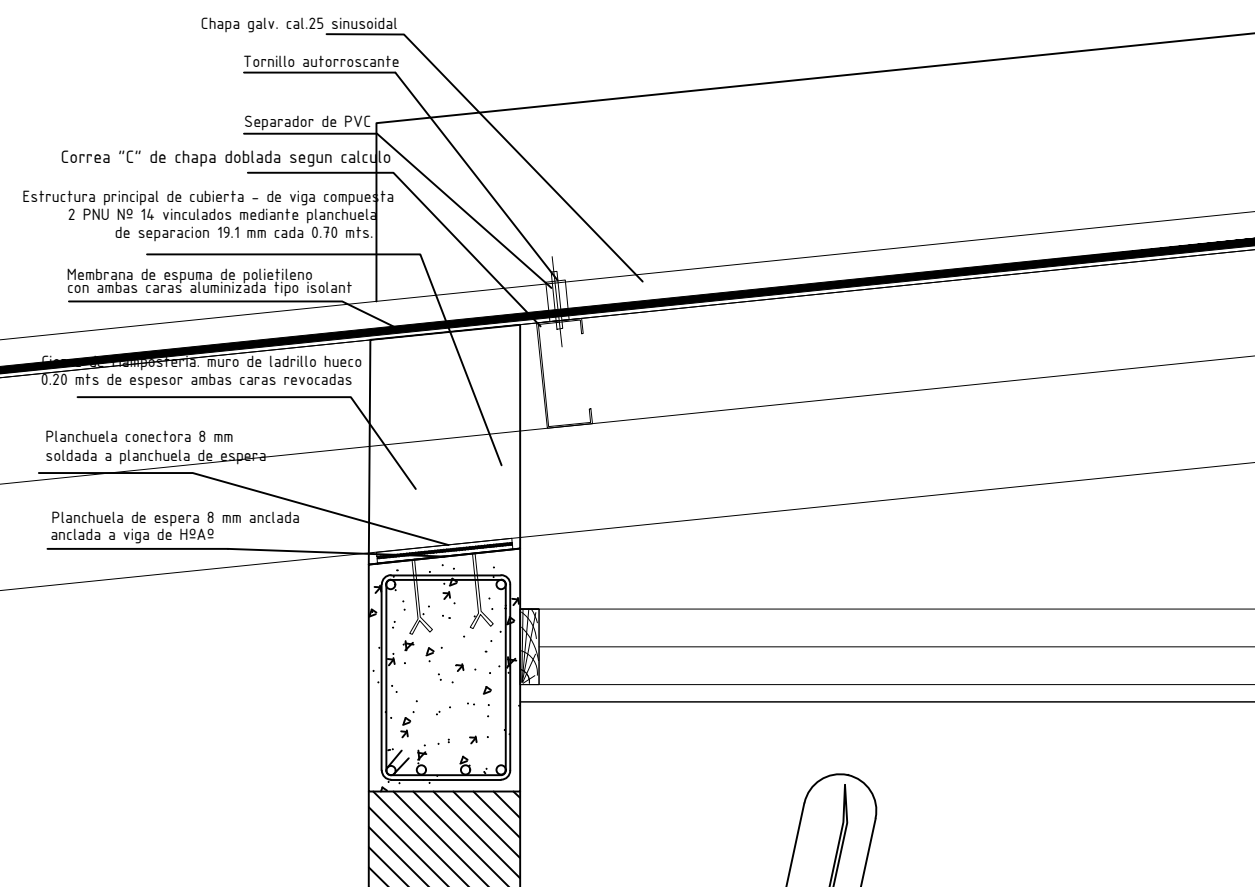 Chapa galv. cal.25 sinusoidal
Tornillo autorroscante
Separador de PVC
Correa "C" de chapa doblada segun calculo
Estructura principal de cubierta - de viga compuesta
2 PNU Nº 14 vinculados mediante planchuela
de separacion 19.1 mm cada 0.70 mts.
Membrana de espuma de polietileno
con ambas caras aluminizada tipo isolant
de mamposteria. muro de ladrillo hueco
0.20 mts de espesor ambas caras revocadas
Planchuela conectora 8 mm
soldada a planchuela de espera
Planchuela de espera 8 mm anclada
anclada a viga de HºAº